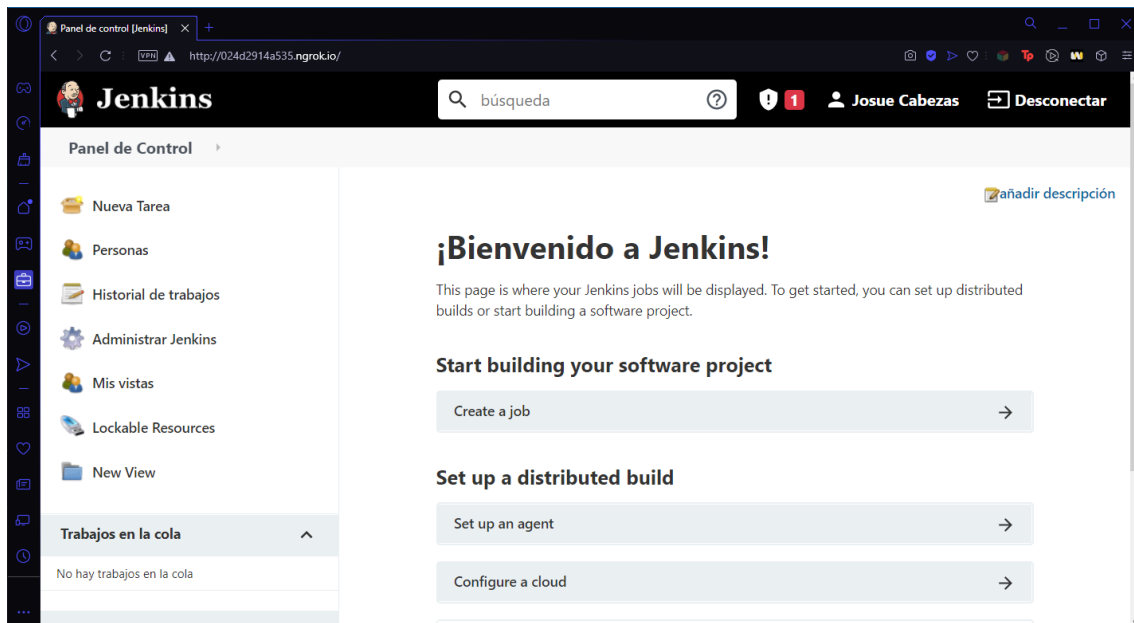 Panel de control [Jenkins]
VPN http://024d2914a535.ngrok.io/
Tp
Jenkins
búsqueda
1
Josue Cabezas
Desconectar
Panel de Control
añadir descripción
Nueva Tarea
Personas
Historial de trabajos
Administrar Jenkins
Mis vistas
Lockable Resources
New View
Trabajos en la cola
No hay trabajos en la cola
¡Bienvenido a Jenkins!
This page is where your Jenkins jobs will be displayed. To get started, you can set up distributed
builds or start building a software project.
Start building your software project
Create a job
Set up a distributed build
Set up an agent
Configure a cloud